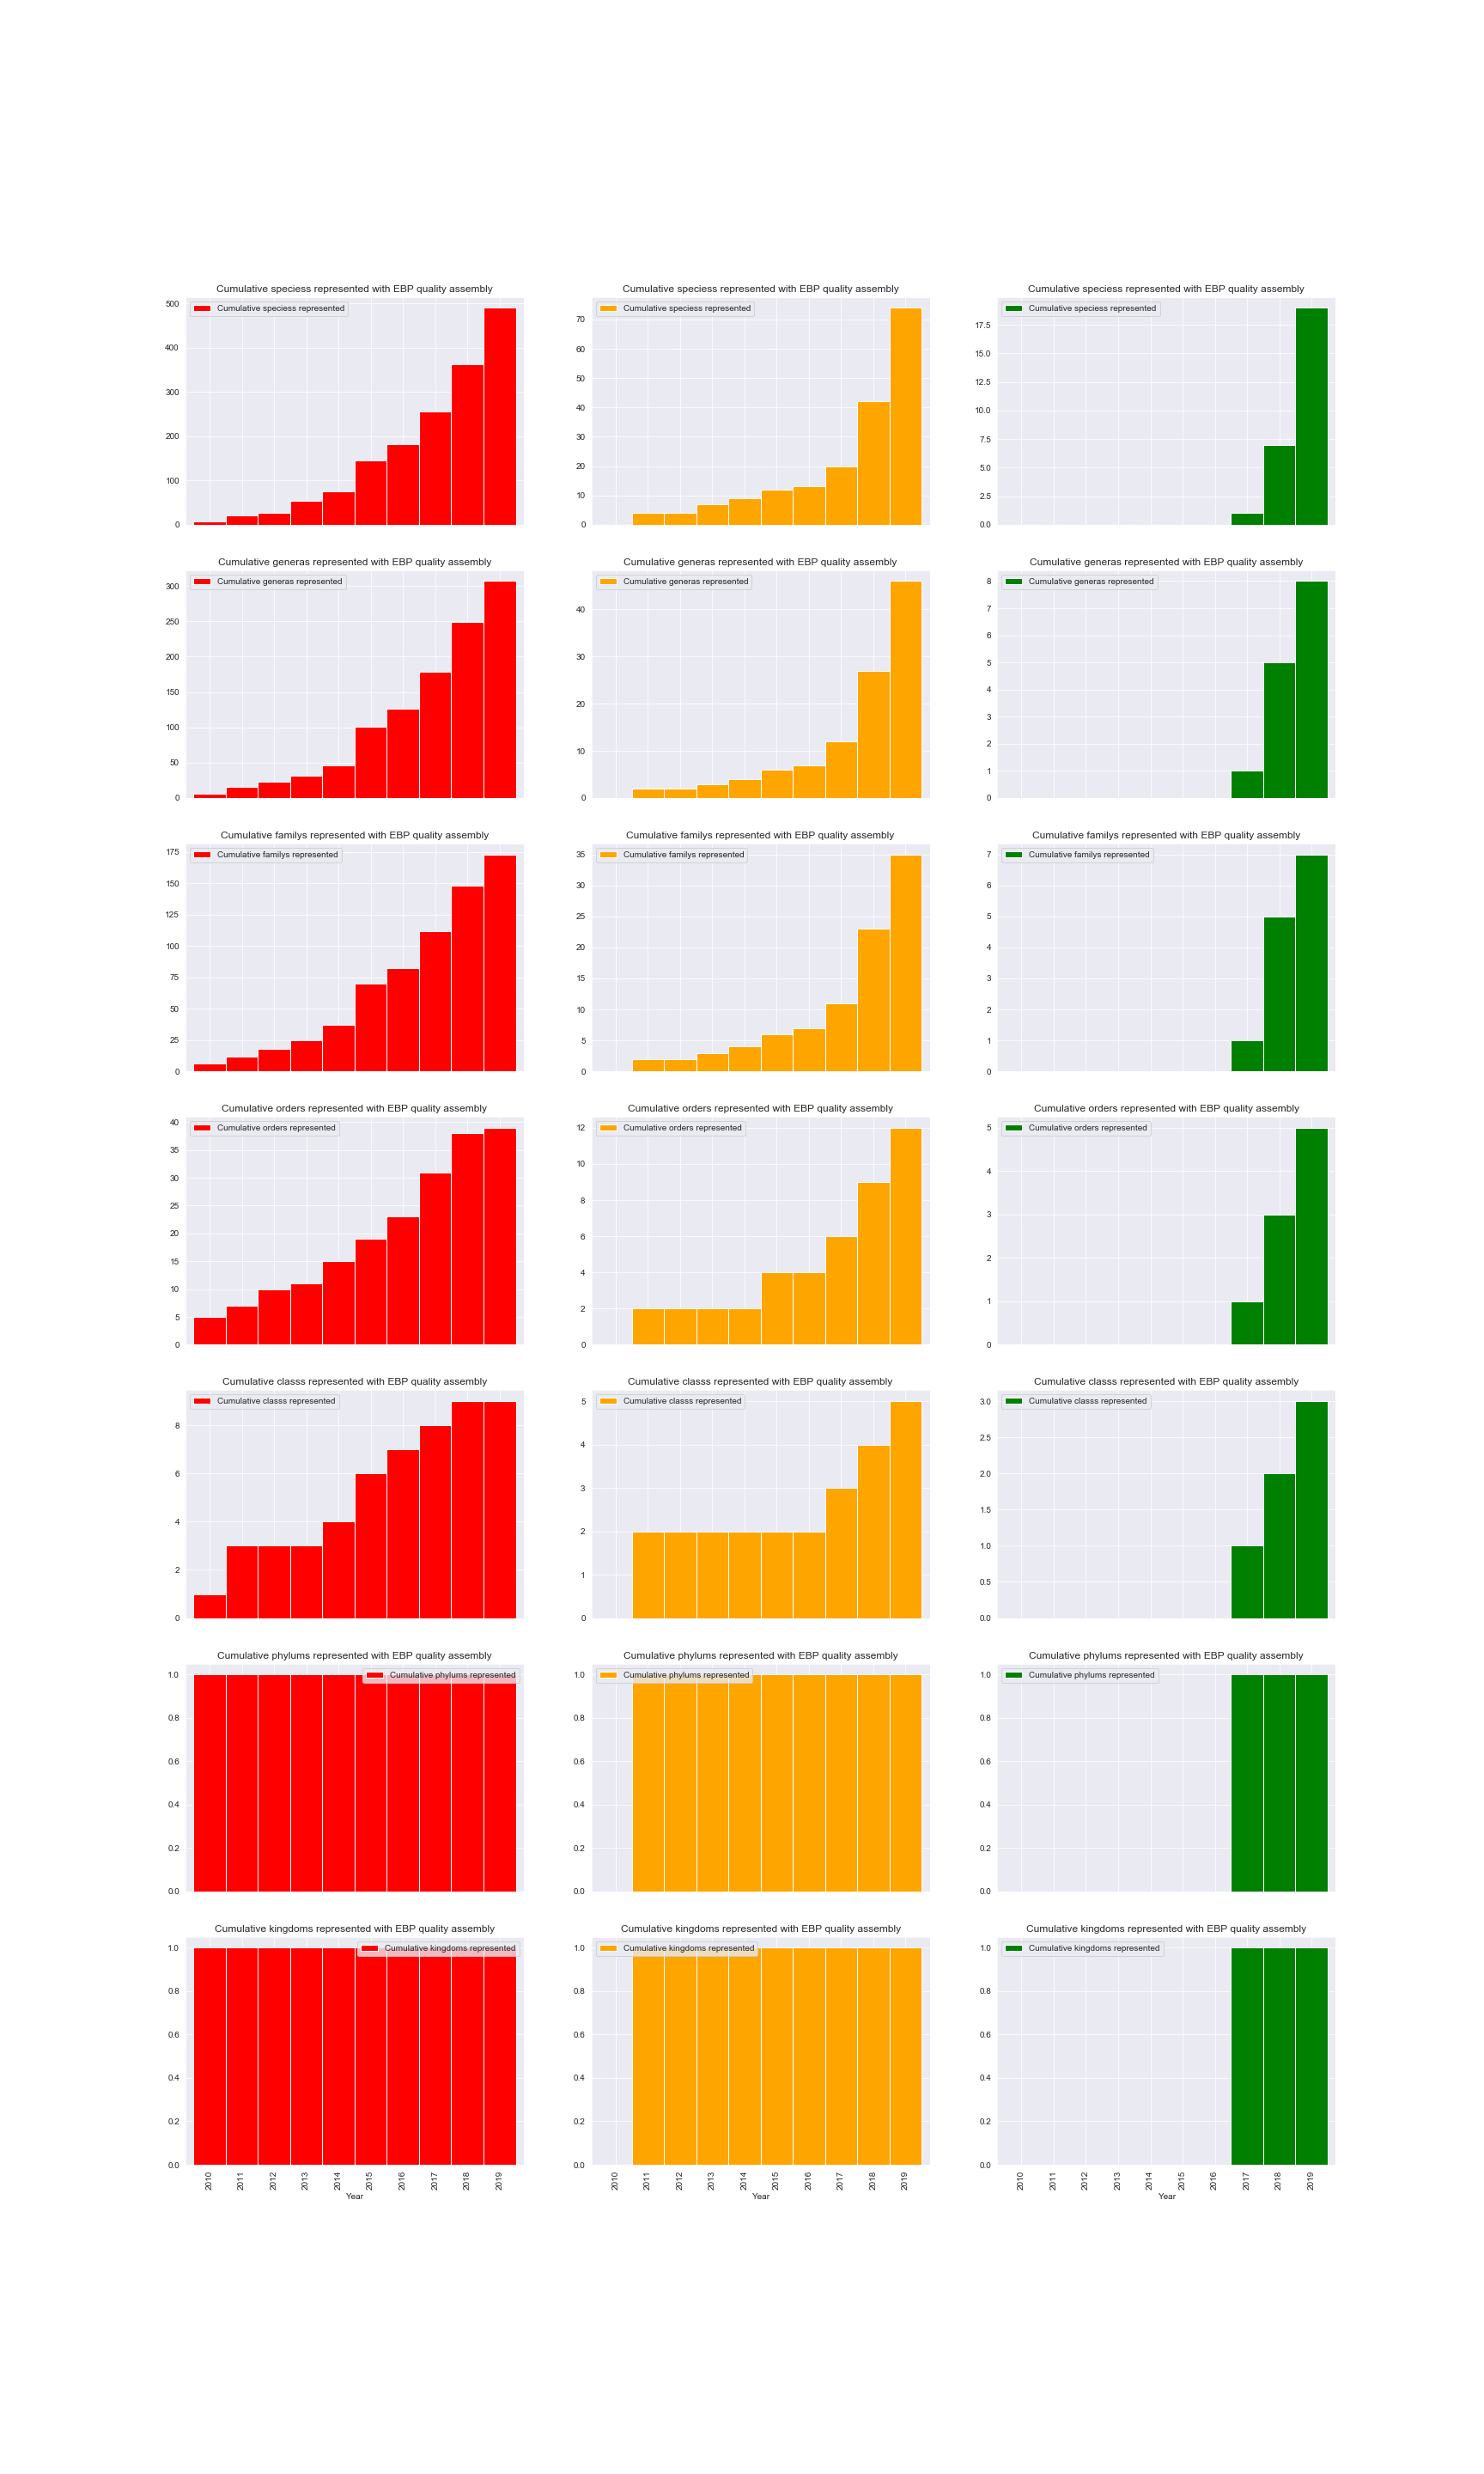 Cumulative speciess represented with EBP quality assembly
Cumulative speciess represented
500
400
300
200
100
0
Cumulative speciess represented with EBP quality assembly
Cumulative speciess represented
70
60
50
40
30
20
10
0
Cumulative speciess represented with EBP quality assembly
Cumulative speciess represented
17.5
15.0
12.5
10.0
7.5
5.0
2.5
0.0
Cumulative generas represented with EBP quality assembly
Cumulative generas represented
300
250
200
150
100
50
0
Cumulative generas represented with EBP quality assembly
Cumulative generas represented
40
30
20
10
0
Cumulative generas represented with EBP quality assembly
Cumulative generas represented
8
7
6
5
4
3
2
1
0
Cumulative familys represented with EBP quality assembly
Cumulative familys represented
175
150
125
100
75
50
25
0
Cumulative familys represented with EBP quality assembly
Cumulative familys represented
35
30
25
20
15
10
5
0
Cumulative familys represented with EBP quality assembly
Cumulative familys represented
7
6
5
4
3
2
1
0
Cumulative orders represented with EBP quality assembly
Cumulative orders represented
40
35
30
25
20
15
10
5
0
Cumulative orders represented with EBP quality assembly
Cumulative orders represented
12
10
8
6
4
2
0
Cumulative orders represented with EBP quality assembly
Cumulative orders represented
5
4
3
2
1
0
Cumulative classs represented with EBP quality assembly
Cumulative classs represented
8
6
4
2
0
Cumulative classs represented with EBP quality assembly
Cumulative classs represented
5
4
3
2
1
0
Cumulative classs represented with EBP quality assembly
Cumulative classs represented
3.0
2.5
2.0
1.5
1.0
0.5
0.0
Cumulative phylums represented with EBP quality assembly
Cumulative phylums represented
1.0
0.8
0.6
0.4
0.2
0.0
Cumulative phylums represented with EBP quality assembly
Cumulative phylums represented
1.0
0.8
0.6
0.4
0.2
0.0
Cumulative phylums represented with EBP quality assembly
Cumulative phylums represented
1.0
0.8
0.6
0.4
0.2
0.0
Cumulative kingdoms represented with EBP quality assembly
Cumulative kingdoms represented
1.0
0.8
0.6
0.4
0.2
0.0
2010 2011 2012 2013 2014 2015 2016 2017 2018 2019
Year
Cumulative kingdoms represented with EBP quality assembly
Cumulative kingdoms represented
1.0
0.8
0.6
0.4
0.2
0.0
2010 2011 2012 2013 2014 2015 2016 2017 2018 2019
Year
Cumulative kingdoms represented with EBP quality assembly
Cumulative kingdoms represented
1.0
0.8
0.6
0.4
0.2
0.0
2010 2011 2012 2013 2014 2015 2016 2017 2018 2019
Year